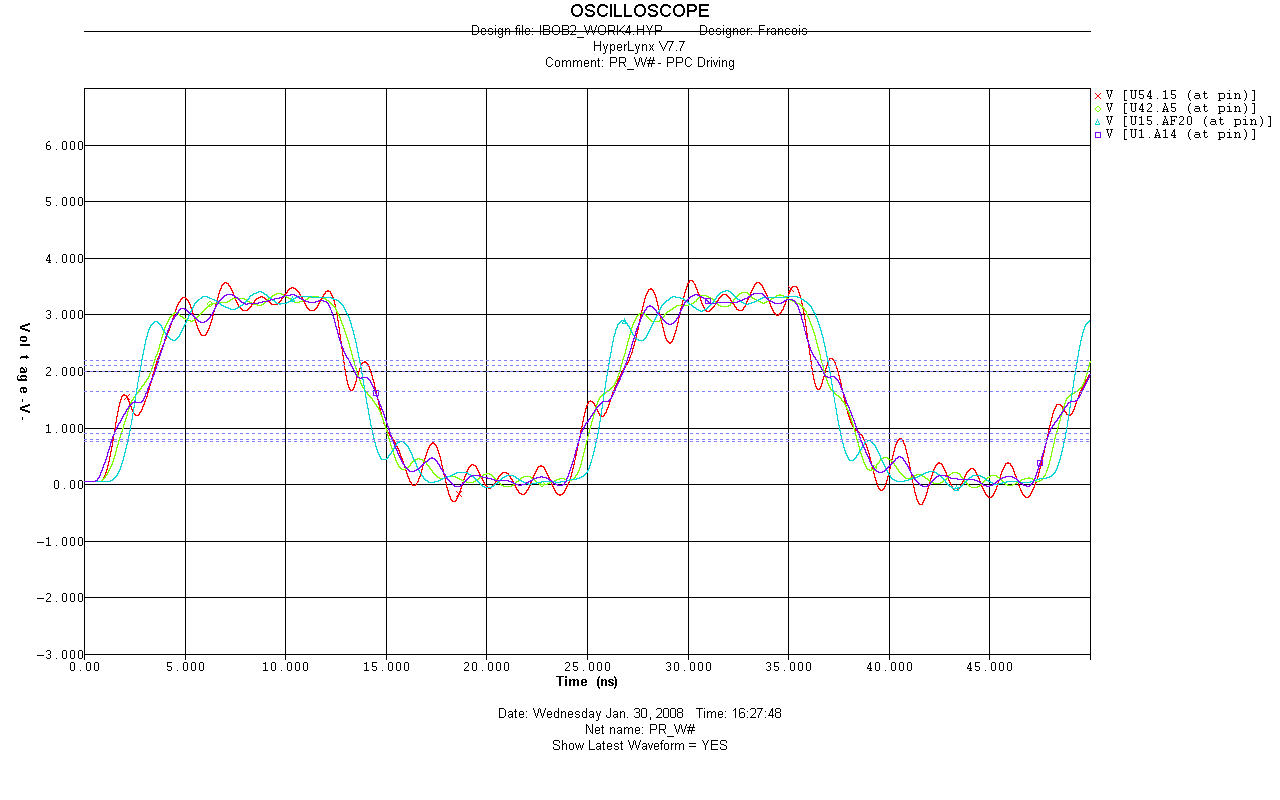 OSCILLOSCOPE
Design file: IBOB2_WORK4.HYP Designer: Francois
HyperLynx V7.7
Comment: PR_W# - PPC Driving
V [U54.15 (at pin)]
V [U42.A5 (at pin)]
V [U15.AF20 (at pin)]
V [U1.A14 (at pin)]
6.000
5.000
4.000
3.000
2.000
1.000
0.00
-1.000
-2.000
-3.000
Voltage -V-
0.00 5.000 10.000 15.000 20.000 25.000 30.000 35.000 40.000 45.000
Time (ns)
Date: Wednesday Jan. 30, 2008 Time: 16:27:48
Net name: PR_W#
Show Latest Waveform = YES